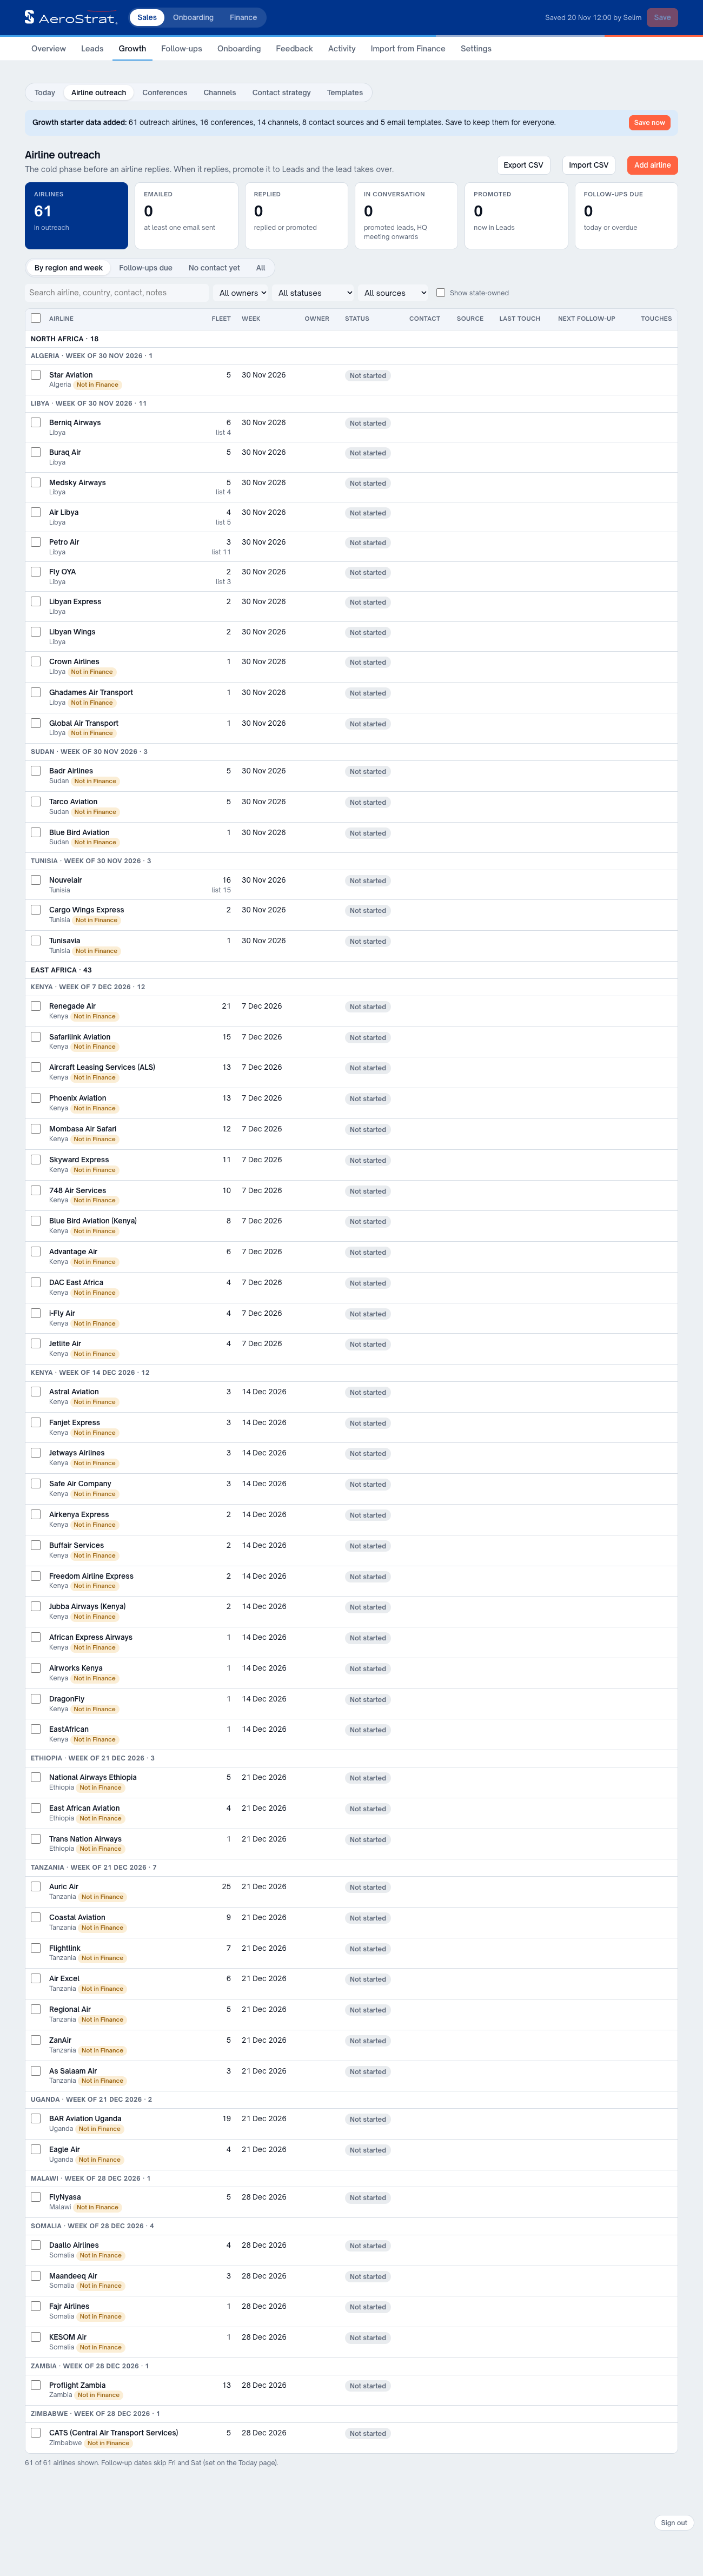 AeroStrat
Sales Onboarding Finance
Saved 20 Nov 12:00 by Selim Save
Overview Leads Growth Follow-ups Onboarding Feedback Activity Import from Finance Settings
Today Airline outreach Conferences Channels Contact strategy Templates
Growth starter data added: 61 outreach airlines, 16 conferences, 14 channels, 8 contact sources and 5 email templates. Save to keep them for everyone. Save now
Airline outreach
The cold phase before an airline replies. When it replies, promote it to Leads and the lead takes over.
Export CSV Import CSV Add airline
AIRLINES
61
in outreach
EMAILED
0
at least one email sent
REPLIED
0
replied or promoted
IN CONVERSATION
0
promoted leads, HQ
meeting onwards
PROMOTED
0
now in Leads
FOLLOW-UPS DUE
0
today or overdue
By region and week Follow-ups due No contact yet All
Search airline, country, contact, notes All owners All statuses All sources Show state-owned
AIRLINE FLEET WEEK OWNER STATUS CONTACT SOURCE LAST TOUCH NEXT FOLLOW-UP TOUCHES
NORTH AFRICA · 18
ALGERIA · WEEK OF 30 NOV 2026 · 1
Star Aviation 5 30 Nov 2026 Not started
Algeria Not in Finance
LIBYA · WEEK OF 30 NOV 2026 · 11
Berniq Airways 6 30 Nov 2026 Not started
Libya list 4
Buraq Air 5 30 Nov 2026 Not started
Libya
Medsky Airways 5 30 Nov 2026 Not started
Libya list 4
Air Libya 4 30 Nov 2026 Not started
Libya list 5
Petro Air 3 30 Nov 2026 Not started
Libya list 11
Fly OYA 2 30 Nov 2026 Not started
Libya list 3
Libyan Express 2 30 Nov 2026 Not started
Libya
Libyan Wings 2 30 Nov 2026 Not started
Libya
Crown Airlines 1 30 Nov 2026 Not started
Libya Not in Finance
Ghadames Air Transport 1 30 Nov 2026 Not started
Libya Not in Finance
Global Air Transport 1 30 Nov 2026 Not started
Libya Not in Finance
SUDAN · WEEK OF 30 NOV 2026 · 3
Badr Airlines 5 30 Nov 2026 Not started
Sudan Not in Finance
Tarco Aviation 5 30 Nov 2026 Not started
Sudan Not in Finance
Blue Bird Aviation 1 30 Nov 2026 Not started
Sudan Not in Finance
TUNISIA · WEEK OF 30 NOV 2026 · 3
Nouvelair 16 30 Nov 2026 Not started
Tunisia list 15
Cargo Wings Express 2 30 Nov 2026 Not started
Tunisia Not in Finance
Tunisavia 1 30 Nov 2026 Not started
Tunisia Not in Finance
EAST AFRICA · 43
KENYA · WEEK OF 7 DEC 2026 · 12
Renegade Air 21 7 Dec 2026 Not started
Kenya Not in Finance
Safarilink Aviation 15 7 Dec 2026 Not started
Kenya Not in Finance
Aircraft Leasing Services (ALS) 13 7 Dec 2026 Not started
Kenya Not in Finance
Phoenix Aviation 13 7 Dec 2026 Not started
Kenya Not in Finance
Mombasa Air Safari 12 7 Dec 2026 Not started
Kenya Not in Finance
Skyward Express 11 7 Dec 2026 Not started
Kenya Not in Finance
748 Air Services 10 7 Dec 2026 Not started
Kenya Not in Finance
Blue Bird Aviation (Kenya) 8 7 Dec 2026 Not started
Kenya Not in Finance
Advantage Air 6 7 Dec 2026 Not started
Kenya Not in Finance
DAC East Africa 4 7 Dec 2026 Not started
Kenya Not in Finance
i-Fly Air 4 7 Dec 2026 Not started
Kenya Not in Finance
Jetlite Air 4 7 Dec 2026 Not started
Kenya Not in Finance
KENYA · WEEK OF 14 DEC 2026 · 12
Astral Aviation 3 14 Dec 2026 Not started
Kenya Not in Finance
Fanjet Express 3 14 Dec 2026 Not started
Kenya Not in Finance
Jetways Airlines 3 14 Dec 2026 Not started
Kenya Not in Finance
Safe Air Company 3 14 Dec 2026 Not started
Kenya Not in Finance
Airkenya Express 2 14 Dec 2026 Not started
Kenya Not in Finance
Buffair Services 2 14 Dec 2026 Not started
Kenya Not in Finance
Freedom Airline Express 2 14 Dec 2026 Not started
Kenya Not in Finance
Jubba Airways (Kenya) 2 14 Dec 2026 Not started
Kenya Not in Finance
African Express Airways 1 14 Dec 2026 Not started
Kenya Not in Finance
Airworks Kenya 1 14 Dec 2026 Not started
Kenya Not in Finance
DragonFly 1 14 Dec 2026 Not started
Kenya Not in Finance
EastAfrican 1 14 Dec 2026 Not started
Kenya Not in Finance
ETHIOPIA · WEEK OF 21 DEC 2026 · 3
National Airways Ethiopia 5 21 Dec 2026 Not started
Ethiopia Not in Finance
East African Aviation 4 21 Dec 2026 Not started
Ethiopia Not in Finance
Trans Nation Airways 1 21 Dec 2026 Not started
Ethiopia Not in Finance
TANZANIA · WEEK OF 21 DEC 2026 · 7
Auric Air 25 21 Dec 2026 Not started
Tanzania Not in Finance
Coastal Aviation 9 21 Dec 2026 Not started
Tanzania Not in Finance
Flightlink 7 21 Dec 2026 Not started
Tanzania Not in Finance
Air Excel 6 21 Dec 2026 Not started
Tanzania Not in Finance
Regional Air 5 21 Dec 2026 Not started
Tanzania Not in Finance
ZanAir 5 21 Dec 2026 Not started
Tanzania Not in Finance
As Salaam Air 3 21 Dec 2026 Not started
Tanzania Not in Finance
UGANDA · WEEK OF 21 DEC 2026 · 2
BAR Aviation Uganda 19 21 Dec 2026 Not started
Uganda Not in Finance
Eagle Air 4 21 Dec 2026 Not started
Uganda Not in Finance
MALAWI · WEEK OF 28 DEC 2026 · 1
FlyNyasa 5 28 Dec 2026 Not started
Malawi Not in Finance
SOMALIA · WEEK OF 28 DEC 2026 · 4
Daallo Airlines 4 28 Dec 2026 Not started
Somalia Not in Finance
Maandeeq Air 3 28 Dec 2026 Not started
Somalia Not in Finance
Fajr Airlines 1 28 Dec 2026 Not started
Somalia Not in Finance
KESOM Air 1 28 Dec 2026 Not started
Somalia Not in Finance
ZAMBIA · WEEK OF 28 DEC 2026 · 1
Proflight Zambia 13 28 Dec 2026 Not started
Zambia Not in Finance
ZIMBABWE · WEEK OF 28 DEC 2026 · 1
CATS (Central Air Transport Services) 5 28 Dec 2026 Not started
Zimbabwe Not in Finance
61 of 61 airlines shown. Follow-up dates skip Fri and Sat (set on the Today page).
Sign out